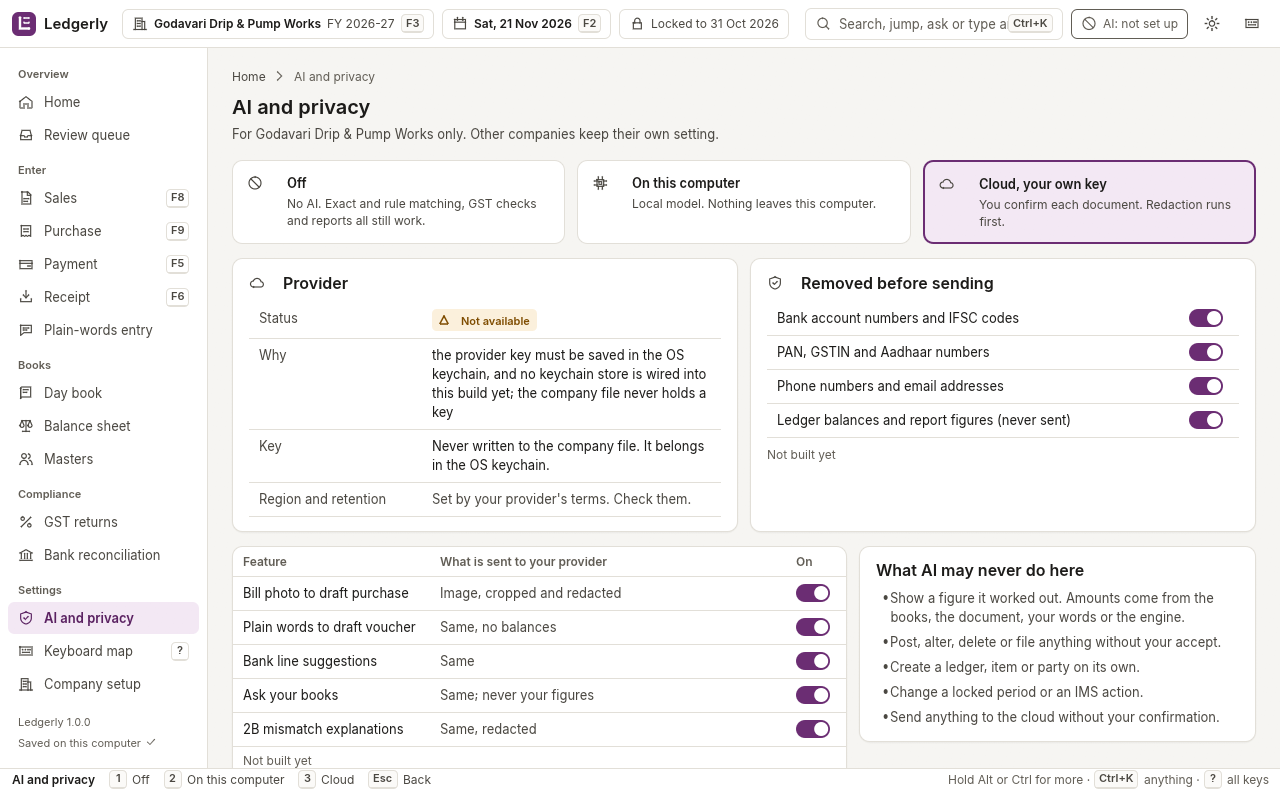 Ledgerly
Godavari Drip & Pump Works FY 2026-27 F3
Sat, 21 Nov 2026 F2
Locked to 31 Oct 2026
Search, jump, ask or type a Ctrl+K
AI: not set up
Overview
Home
Review queue
Enter
Sales F8
Purchase F9
Payment F5
Receipt F6
Plain-words entry
Books
Day book
Balance sheet
Masters
Compliance
GST returns
Bank reconciliation
Settings
AI and privacy
Keyboard map ?
Company setup
Ledgerly 1.0.0
Saved on this computer
Home AI and privacy
AI and privacy
For Godavari Drip & Pump Works only. Other companies keep their own setting.
Off
No AI. Exact and rule matching, GST checks
and reports all still work.
On this computer
Local model. Nothing leaves this computer.
Cloud, your own key
You confirm each document. Redaction runs
first.
Provider
Status Not available
Why the provider key must be saved in the OS
keychain, and no keychain store is wired into
this build yet; the company file never holds a
key
Key Never written to the company file. It belongs
in the OS keychain.
Region and retention Set by your provider's terms. Check them.
Removed before sending
Bank account numbers and IFSC codes
PAN, GSTIN and Aadhaar numbers
Phone numbers and email addresses
Ledger balances and report figures (never sent)
Not built yet
Feature What is sent to your provider On
Bill photo to draft purchase Image, cropped and redacted
Plain words to draft voucher Same, no balances
Bank line suggestions Same
Ask your books Same; never your figures
2B mismatch explanations Same, redacted
Not built yet
What AI may never do here
•Show a figure it worked out. Amounts come from the
books, the document, your words or the engine.
•Post, alter, delete or file anything without your accept.
•Create a ledger, item or party on its own.
•Change a locked period or an IMS action.
•Send anything to the cloud without your confirmation.
AI and privacy 1 Off 2 On this computer 3 Cloud Esc Back
Hold Alt or Ctrl for more · Ctrl+K anything · ? all keys